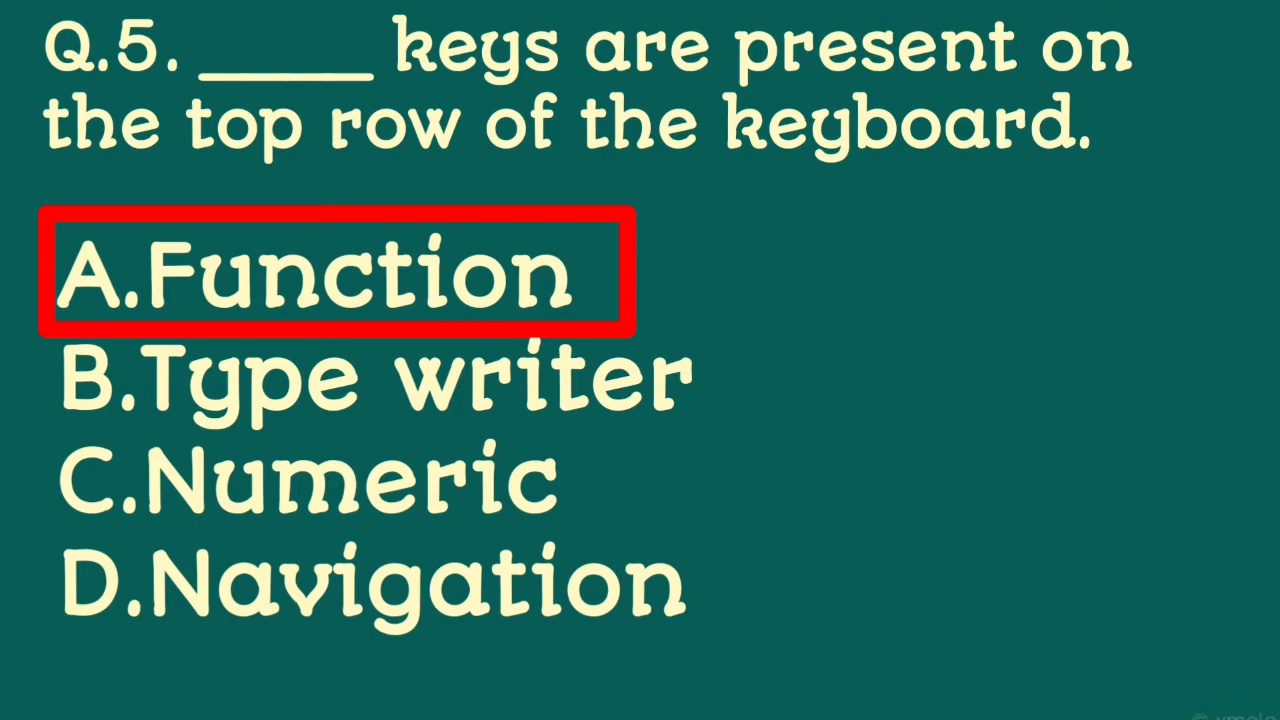 Q.5. _____ keys are present on
the top row of the keyboard.
A.Function
B.Type writer
C.Numeric
D.Navigation